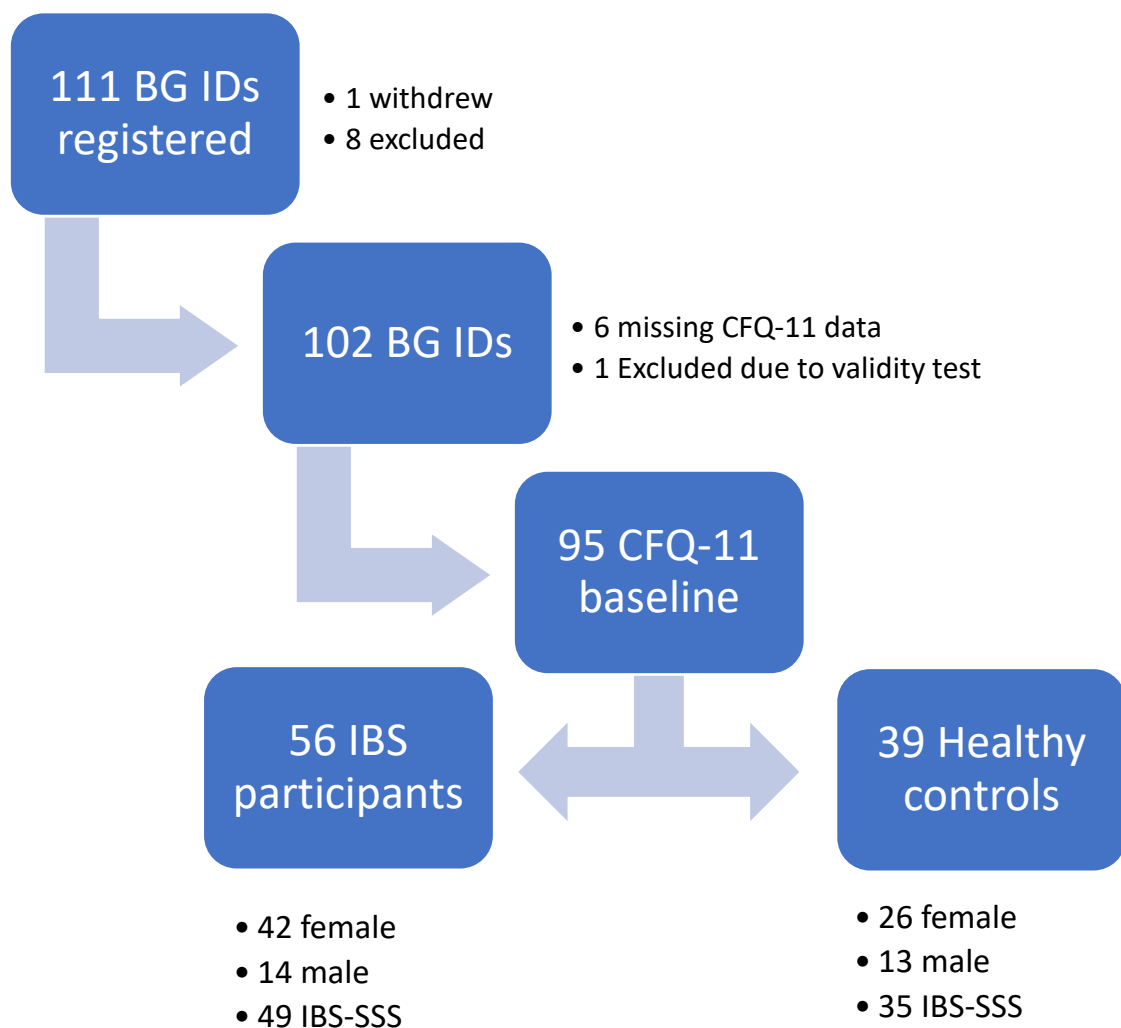 111 BG IDs
registered
• 1 withdrew
• 8 excluded
102 BG IDs
• 6 missing CFQ-11 data
• 1 Excluded due to validity test
95 CFQ-11
baseline
56 IBS
participants
39 Healthy
controls
• 42 female
• 14 male
• 49 IBS-SSS
• 26 female
• 13 male
• 35 IBS-SSS